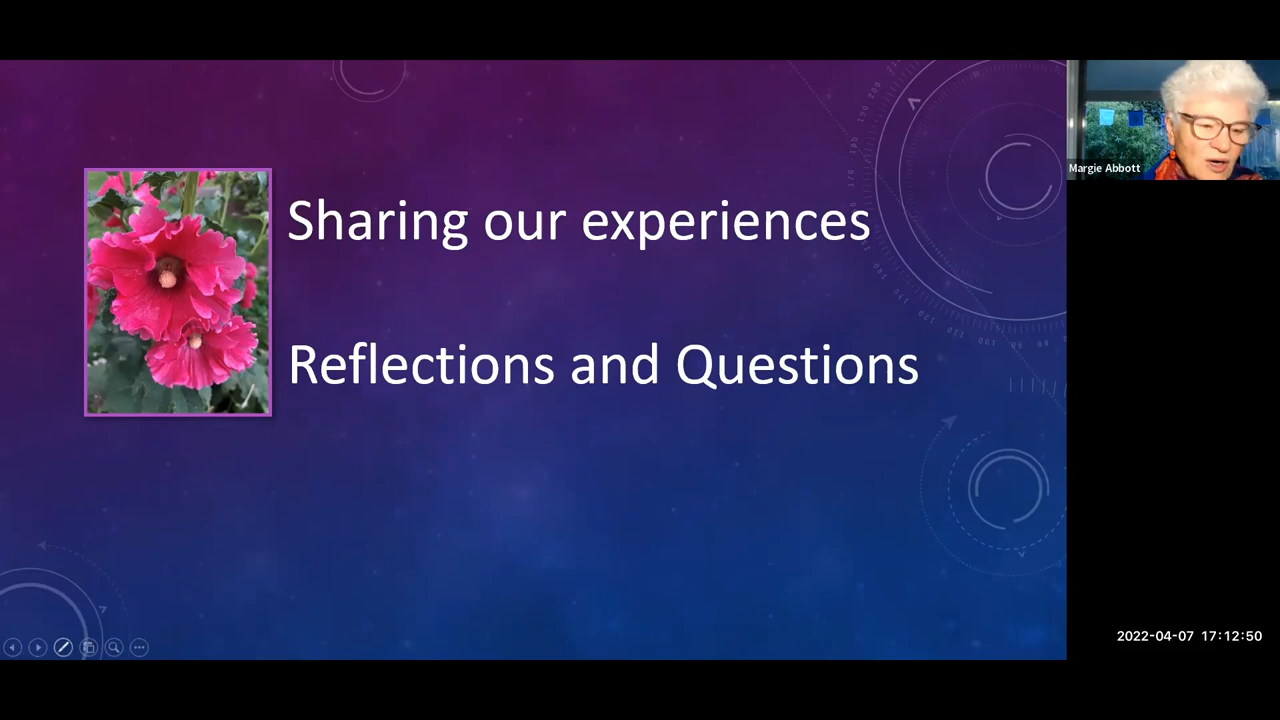 Sharing our experiences
Reflections and Questions
Margie Abbott
2022-04-07 17:12:50